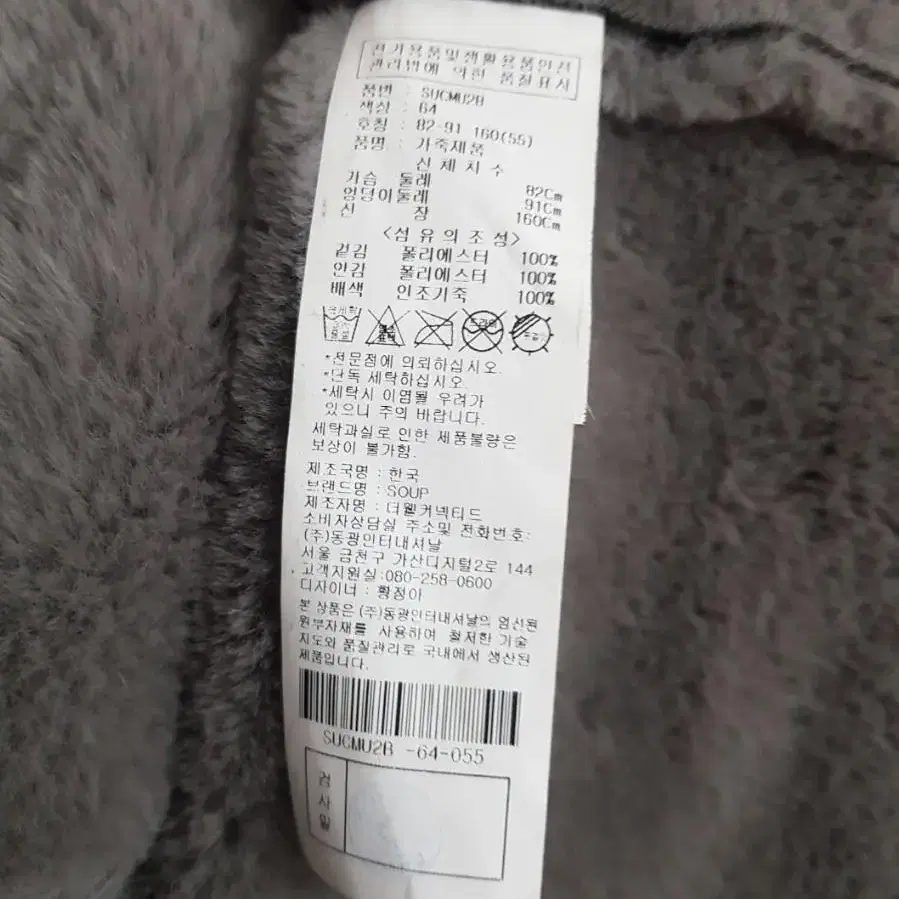 전기용품및생활용품안전
관리법에 의한 품질표시
품번 : SUCMU2B
색상 : 64
호칭 : 82-91 160(55)
품명 : 가죽제품
신 체 치 수
가슴 둘레 82Cm
엉덩이둘레 91Cm
신 장 160Cm
<섬 유 의 조 성>
겉감 폴리에스터 100%
안감 폴리에스터 100%
배색 인조가죽 100%
드라이
*전문점에 의뢰하십시오.
*단독 세탁하십시오.
*세탁시 이염될 우려가
있으니 주의 바랍니다.
세탁과실로 인한 제품불량은
보상이 불가함.
제조국명 : 한국
브랜드명 : SOUP
제조자명 : 더웰커넥티드
소비자상담실 주소및 전화번호:
(주)동광인터내셔날
서울 금천구 가산디지털2로 144
고객지원실:080-258-0600
디자이너 : 황정아
본 상품은 (주)동광인터내셔날의 엄선된
원부자재를 사용하여 철저한 기술
지도와 품질관리로 국내에서 생산된
제품입니다.
SUCMU2B -64-055
검사필